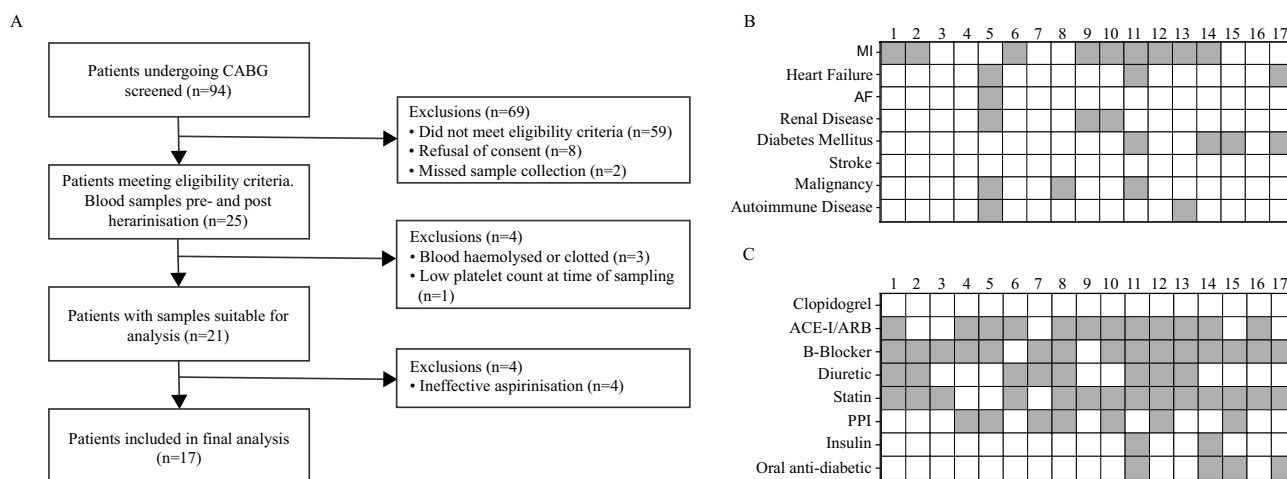 A
Patients undergoing CABG
screened (n=94)
Exclusions (n=69)
• Did not meet eligibility criteria (n=59)
• Refusal of consent (n=8)
• Missed sample collection (n=2)
Patients meeting eligibility criteria.
Blood samples pre- and post
herarinisation (n=25)
Exclusions (n=4)
• Blood haemolysed or clotted (n=3)
• Low platelet count at time of sampling
(n=1)
Patients with samples suitable for
analysis (n=21)
Exclusions (n=4)
• Ineffective aspirinisation (n=4)
Patients included in final analysis
(n=17)
B
1 2 3 4 5 6 7 8 9 10 11 12 13 14 15 16 17
MI
Heart Failure
AF
Renal Disease
Diabetes Mellitus
Stroke
Malignancy
Autoimmune Disease
C
1 2 3 4 5 6 7 8 9 10 11 12 13 14 15 16 17
Clopidogrel
ACE-I/ARB
B-Blocker
Diuretic
Statin
PPI
Insulin
Oral anti-diabetic